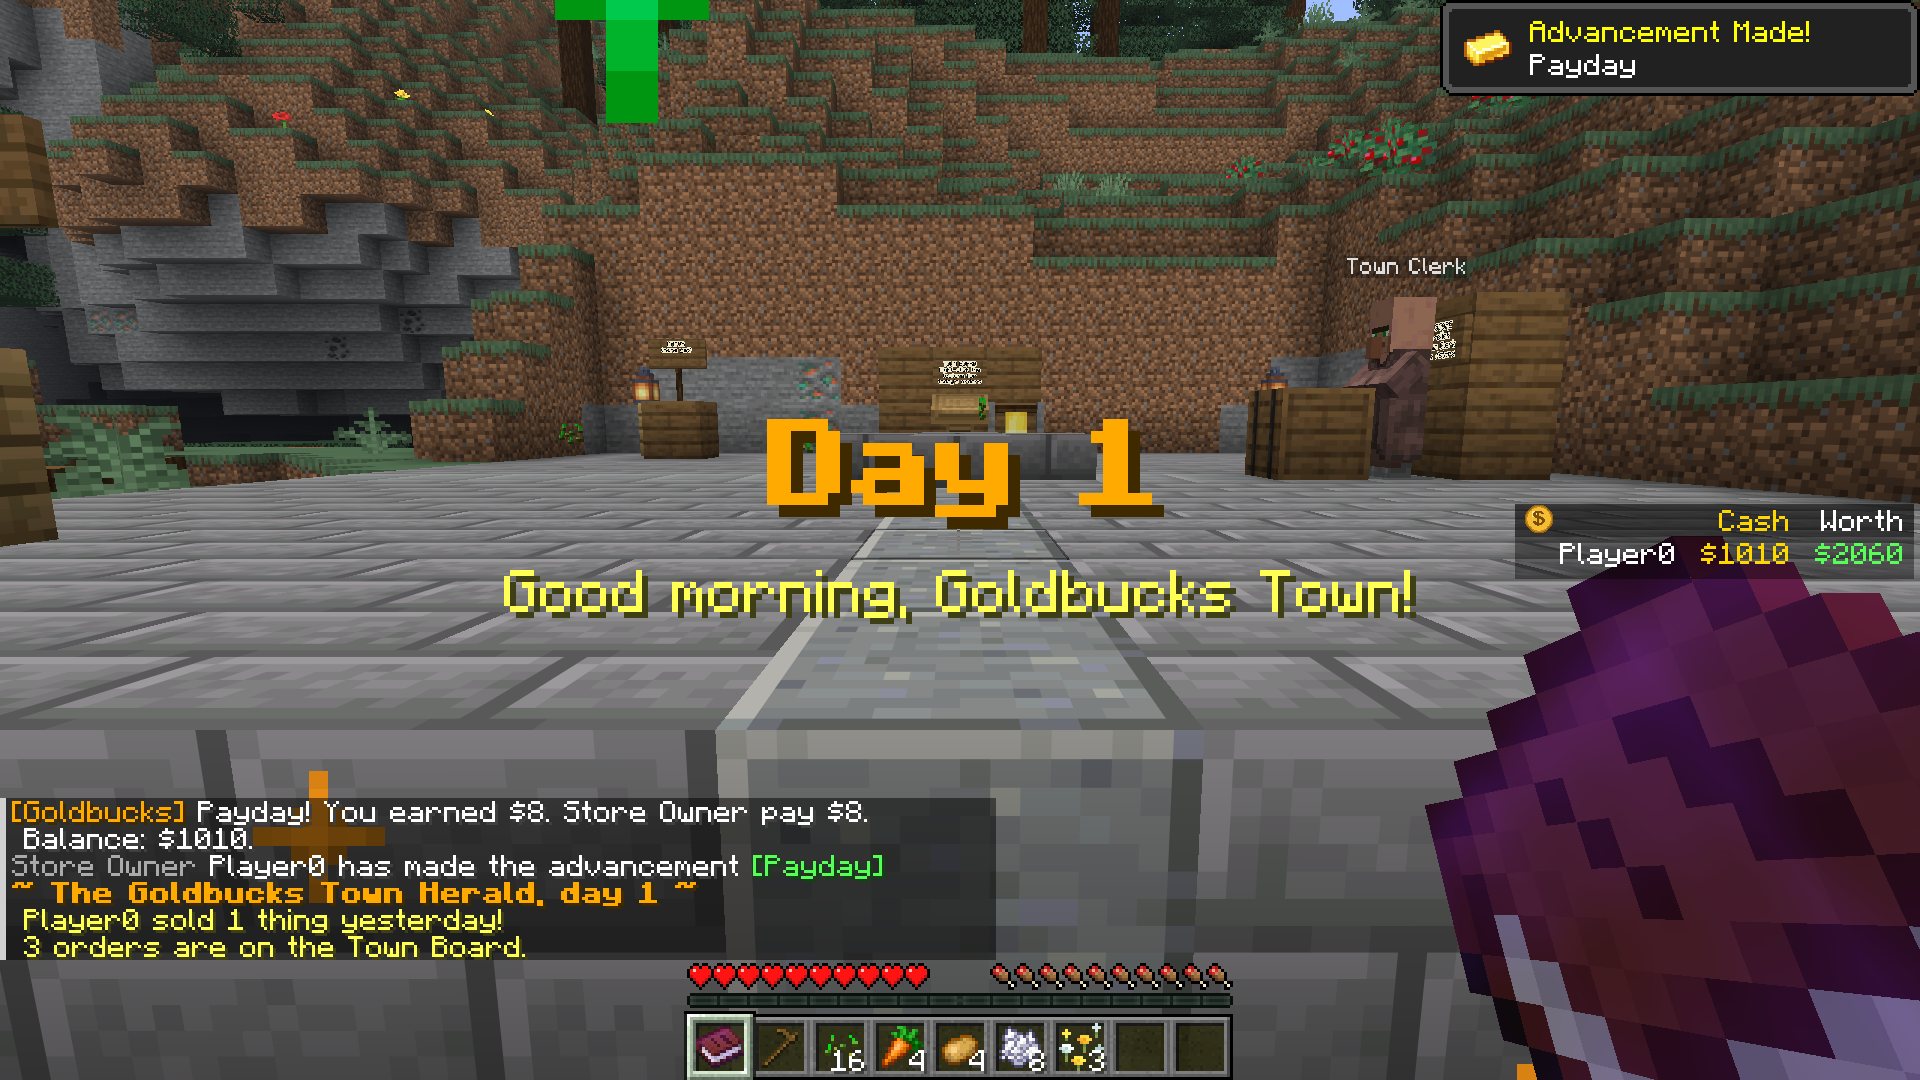 Advancement Made!
Payday
Town Clerk
Day 1
Good morning, Goldbucks Town!
Cash Worth
Player0 $1010 $2060
[Goldbucks] Payday! You earned $8. Store Owner pay $8.
Balance: $1010.
Store Owner Player0 has made the advancement [Payday]
~ The Goldbucks Town Herald, day 1 ~
Player0 sold 1 thing yesterday!
3 orders are on the Town Board.
16 4 4 8 3